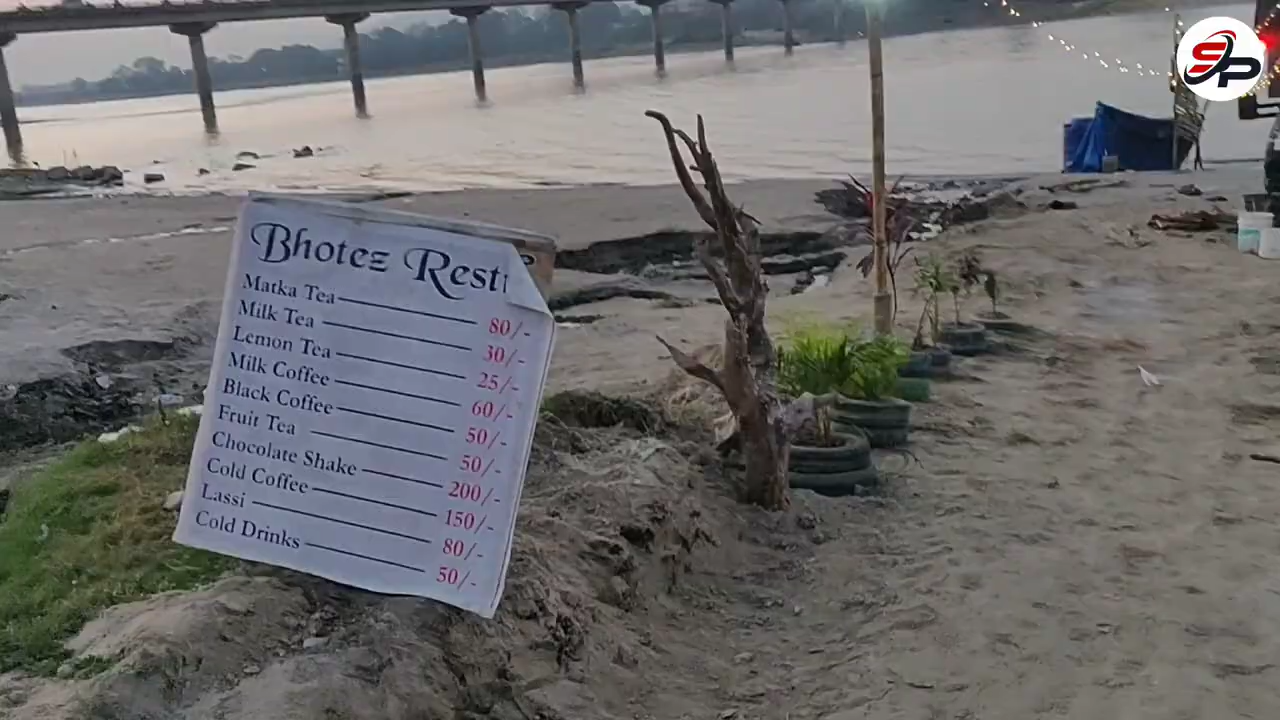 Bhotez Rest
Matka Tea 80/-
Milk Tea 30/-
Lemon Tea 25/-
Milk Coffee 60/-
Black Coffee 50/-
Fruit Tea 50/-
Chocolate Shake 200/-
Cold Coffee 150/-
Lassi 80/-
Cold Drinks 50/-
SP